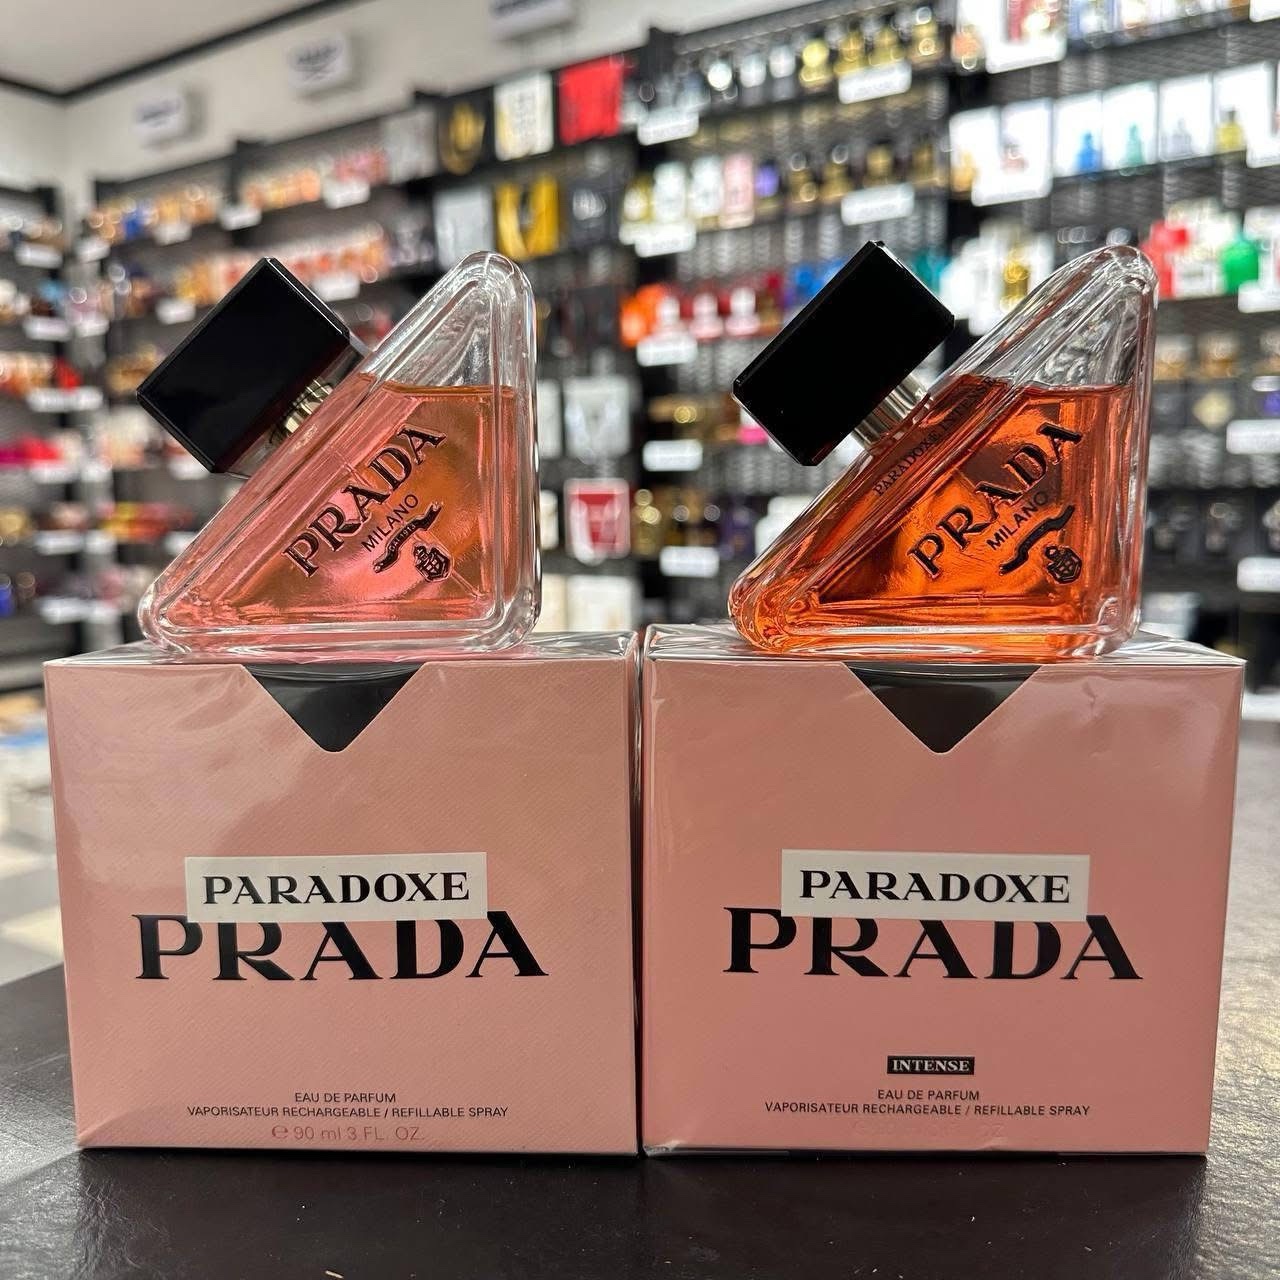 PRADA
MILANO
PARADOXE INTENSE
PRADA
MILANO
PARADOXE
PRADA
EAU DE PARFUM
VAPORISATEUR RECHARGEABLE / REFILLABLE SPRAY
e 90 ml 3 FL. OZ.
PARADOXE
PRADA
INTENSE
EAU DE PARFUM
VAPORISATEUR RECHARGEABLE / REFILLABLE SPRAY